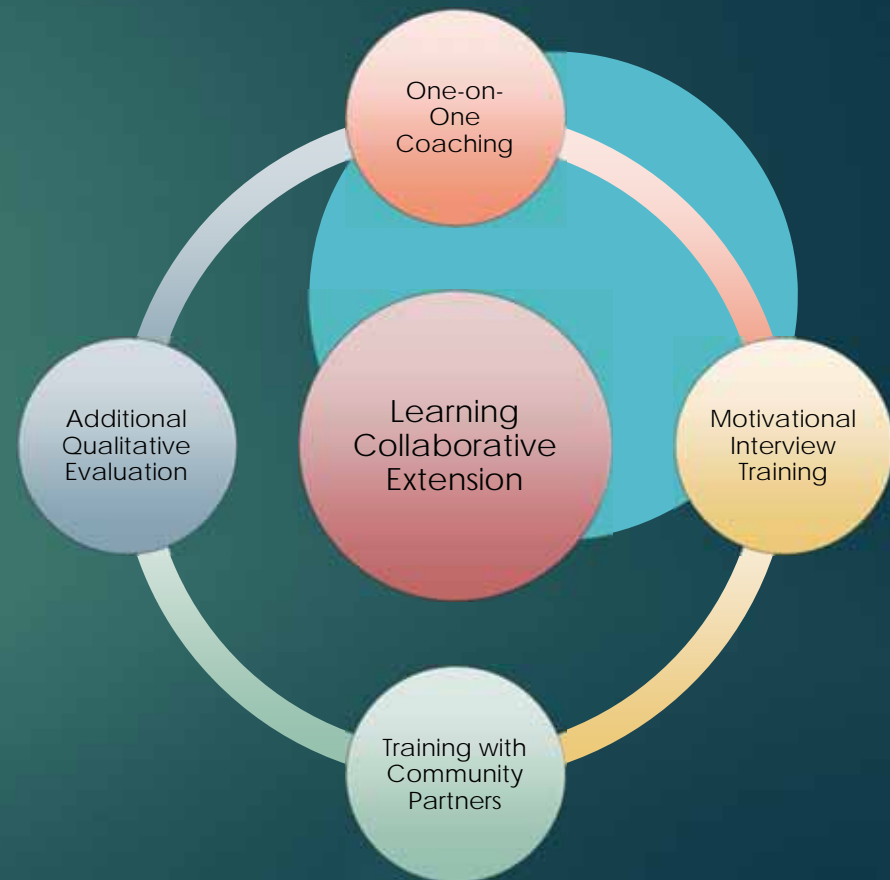 One-on-
One
Coaching
Additional
Qualitative
Evaluation
Learning
Collaborative
Extension
Motivational
Interview
Training
Training with
Community
Partners